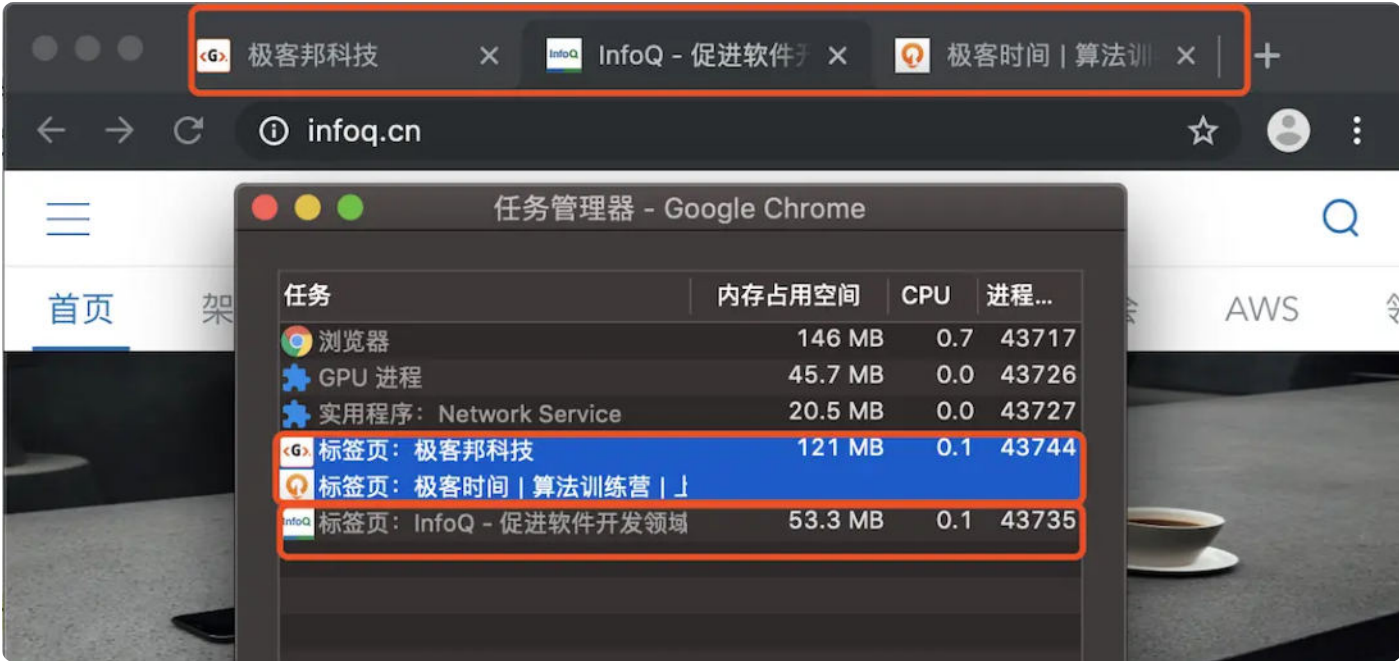 <G>. 极客邦科技 InfoQ InfoQ - 促进软件开 极客时间 | 算法训
infoq.cn
任务管理器 - Google Chrome
首页 架 AWS
任务 内存占用空间 CPU 进程...
浏览器 146 MB 0.7 43717
GPU 进程 45.7 MB 0.0 43726
实用程序：Network Service 20.5 MB 0.0 43727
<G>. 标签页：极客邦科技 121 MB 0.1 43744
标签页：极客时间 | 算法训练营 | 上
InfoQ 标签页：InfoQ - 促进软件开发领域 53.3 MB 0.1 43735